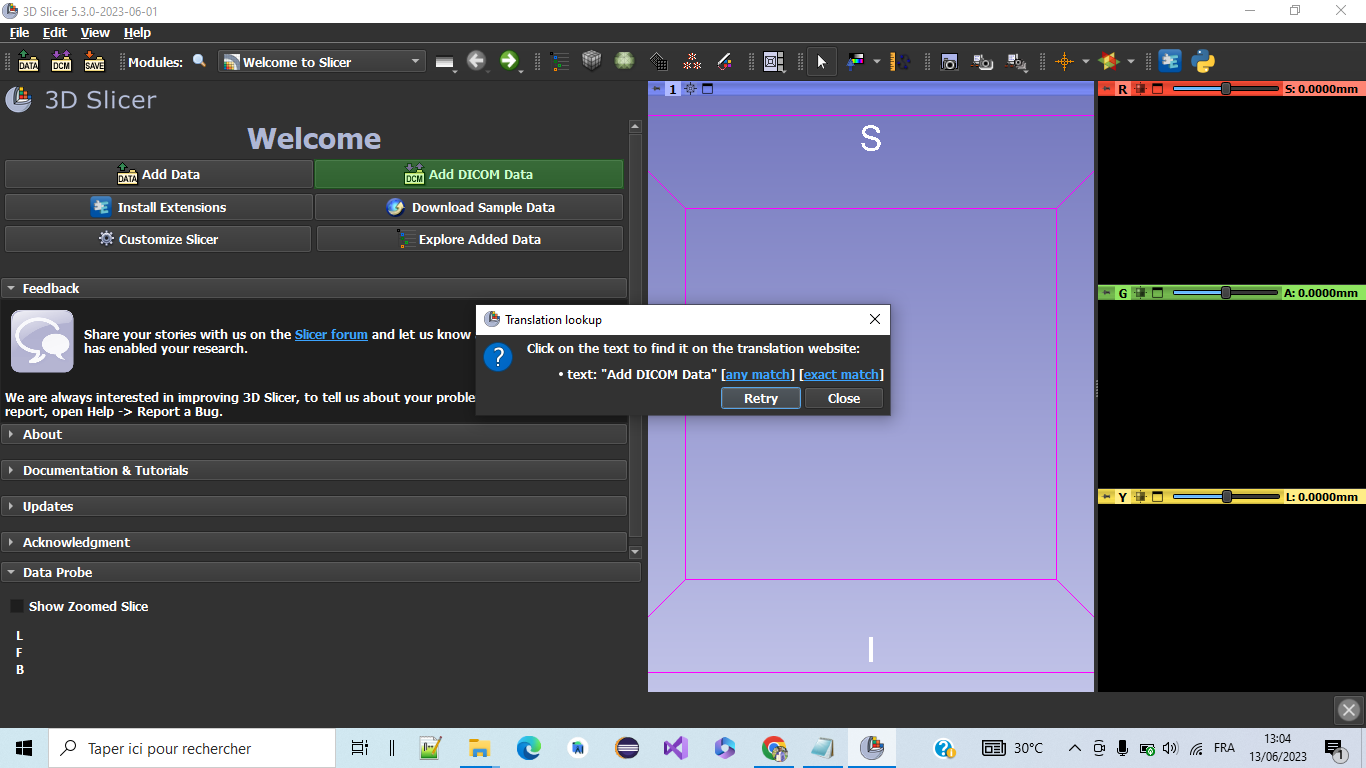 3D Slicer 5.3.0-2023-06-01
File Edit View Help
DATA DCM SAVE Modules: Welcome to Slicer
3D Slicer
Welcome
DATA Add Data
DCM Add DICOM Data
Install Extensions
Download Sample Data
Customize Slicer
Explore Added Data
Feedback
Share your stories with us on the Slicer forum and let us know
has enabled your research.
We are always interested in improving 3D Slicer, to tell us about your proble
report, open Help -> Report a Bug.
About
Documentation & Tutorials
Updates
Acknowledgment
Data Probe
Show Zoomed Slice
L
F
B
Translation lookup
Click on the text to find it on the translation website:
• text: "Add DICOM Data" [any match] [exact match]
Retry Close
1
S
I
R S: 0.0000mm
G A: 0.0000mm
Y L: 0.0000mm
Taper ici pour rechercher
30°C
FRA
13:04
13/06/2023
1